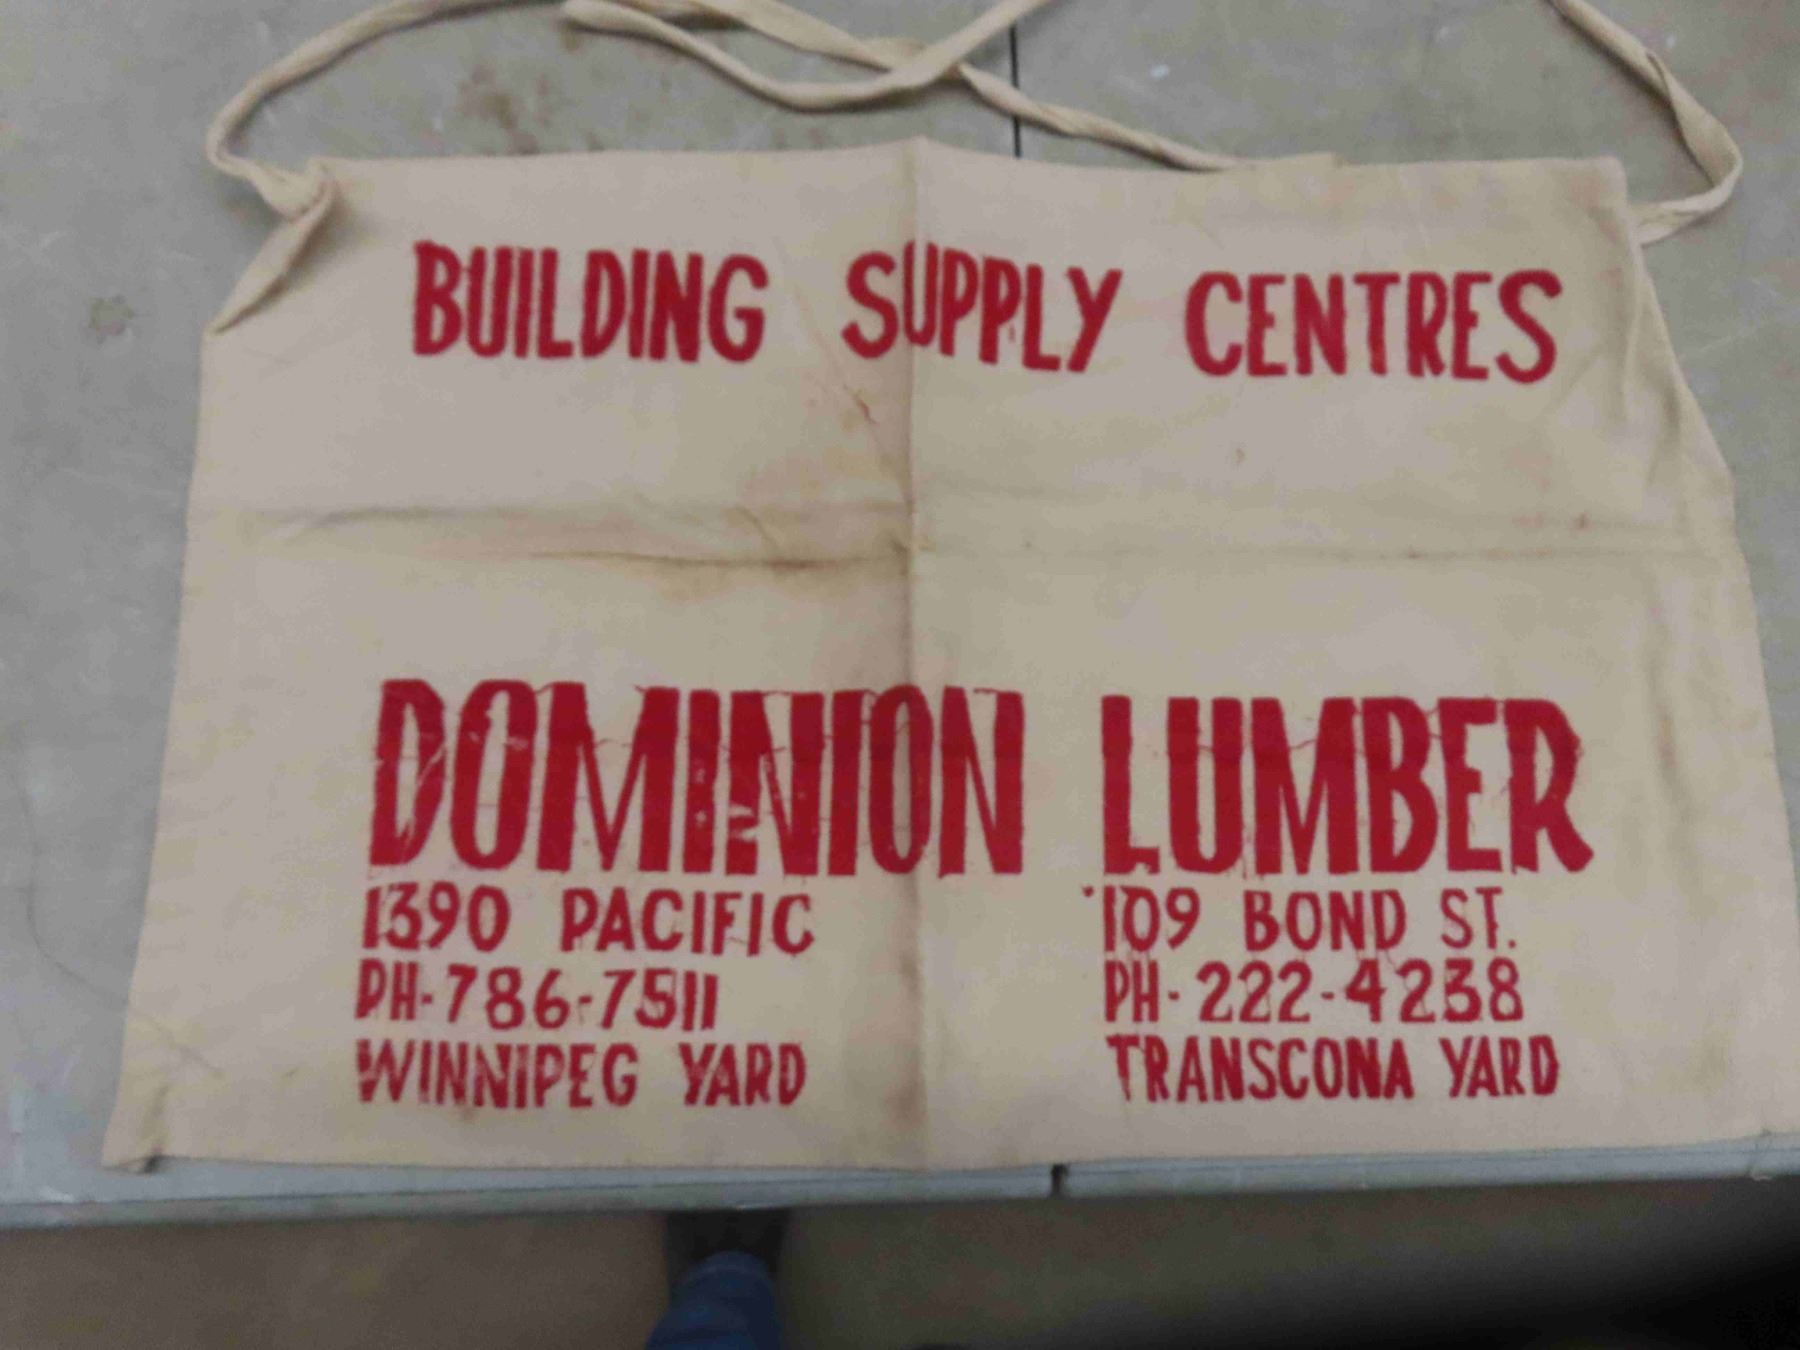 BUILDING SUPPLY CENTRES
DOMINION LUMBER
1390 PACIFIC
PH-786-7511
WINNIPEG YARD
109 BOND ST.
PH-222-4238
TRANSCONA YARD